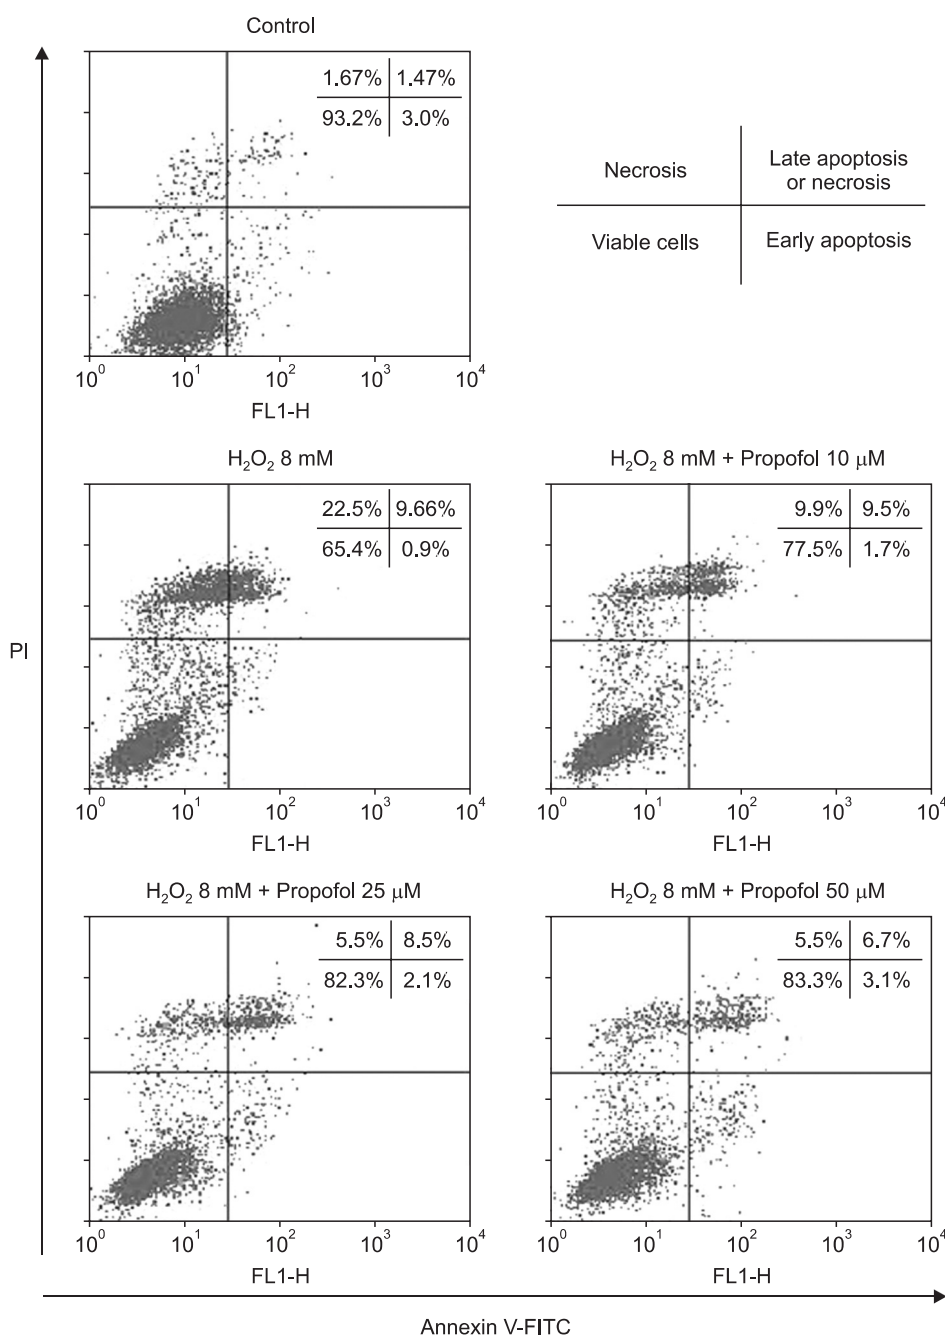 Control
1.67% 1.47%
93.2% 3.0%
10⁰ 10¹ 10² 10³ 10⁴
FL1-H
Necrosis
Late apoptosis
or necrosis
Viable cells
Early apoptosis
H₂O₂ 8 mM
22.5% 9.66%
65.4% 0.9%
10⁰ 10¹ 10² 10³ 10⁴
FL1-H
H₂O₂ 8 mM + Propofol 10 μM
9.9% 9.5%
77.5% 1.7%
10⁰ 10¹ 10² 10³ 10⁴
FL1-H
PI
H₂O₂ 8 mM + Propofol 25 μM
5.5% 8.5%
82.3% 2.1%
10⁰ 10¹ 10² 10³ 10⁴
FL1-H
H₂O₂ 8 mM + Propofol 50 μM
5.5% 6.7%
83.3% 3.1%
10⁰ 10¹ 10² 10³ 10⁴
FL1-H
Annexin V-FITC